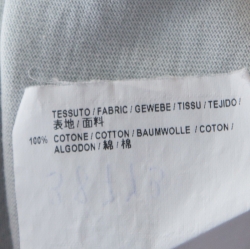 TESSUTO / FABRIC / GEWEBE / TISSU / TEJIDO /
表地 / 面料
100% COTONE / COTTON / BAUMWOLLE / COTON /
ALGODON / 綿 / 棉